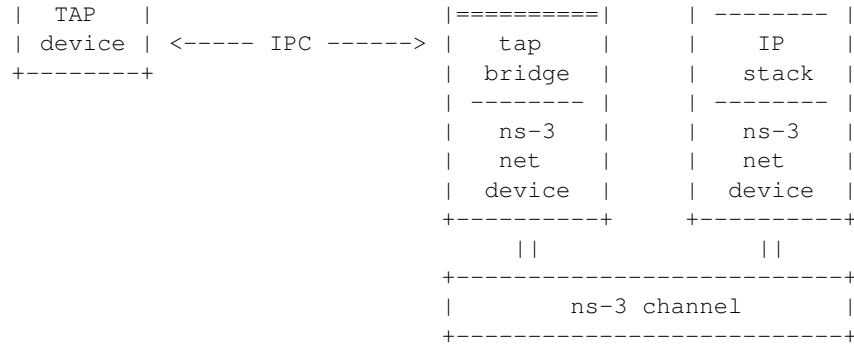 |  TAP   |                         |==========|     | -------- |
| device | <----- IPC ------> |   tap    |     |    IP    |
+--------+                         |  bridge  |     |  stack   |
                                   | -------- |     | -------- |
                                   |   ns-3   |     |   ns-3   |
                                   |   net    |     |   net    |
                                   |  device  |     |  device  |
                                   +----------+     +----------+
                                        ||               ||
                                   +---------------------------+
                                   |       ns-3 channel        |
                                   +---------------------------+